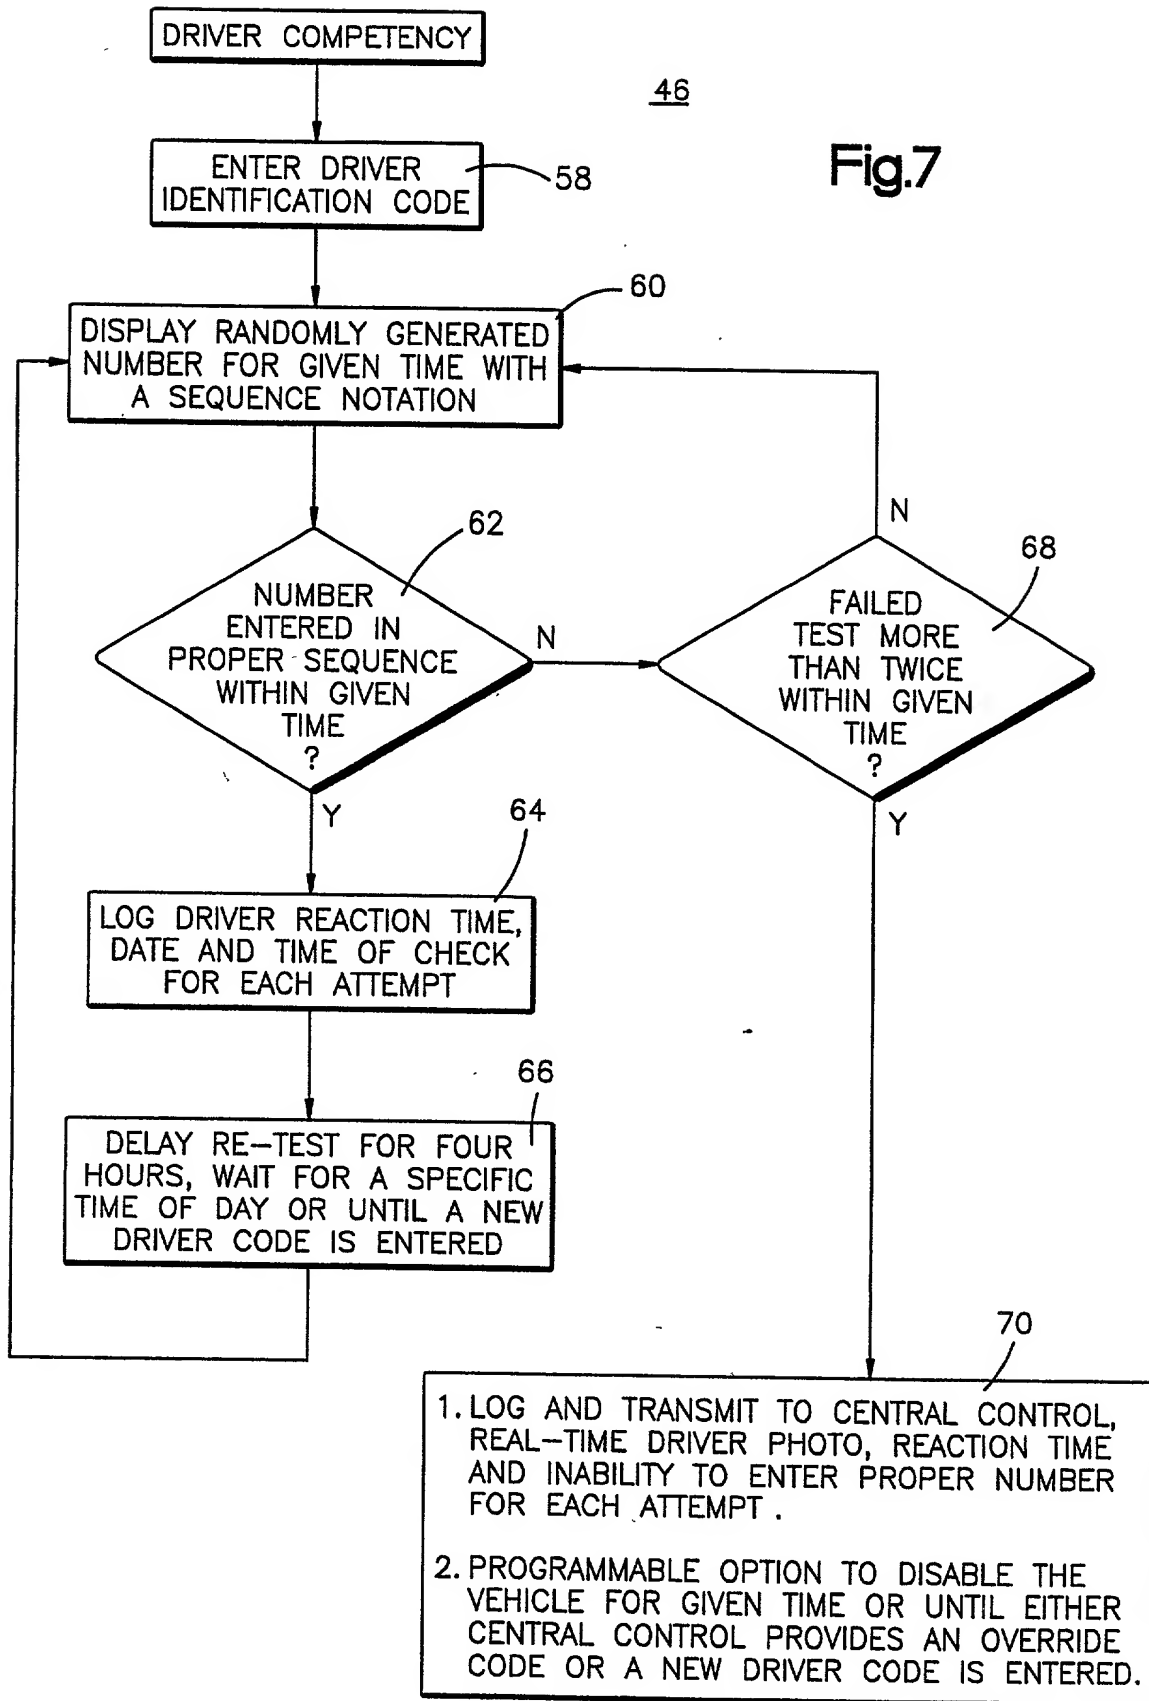 DRIVER COMPETENCY
46
Fig.7
ENTER DRIVER
IDENTIFICATION CODE
58
60
DISPLAY RANDOMLY GENERATED
NUMBER FOR GIVEN TIME WITH
A SEQUENCE NOTATION
62
NUMBER
ENTERED IN
PROPER SEQUENCE
WITHIN GIVEN
TIME
?
N
Y
68
N
FAILED
TEST MORE
THAN TWICE
WITHIN GIVEN
TIME
?
Y
64
LOG DRIVER REACTION TIME,
DATE AND TIME OF CHECK
FOR EACH ATTEMPT
66
DELAY RE-TEST FOR FOUR
HOURS, WAIT FOR A SPECIFIC
TIME OF DAY OR UNTIL A NEW
DRIVER CODE IS ENTERED
70
1. LOG AND TRANSMIT TO CENTRAL CONTROL,
REAL-TIME DRIVER PHOTO, REACTION TIME
AND INABILITY TO ENTER PROPER NUMBER
FOR EACH ATTEMPT.
2. PROGRAMMABLE OPTION TO DISABLE THE
VEHICLE FOR GIVEN TIME OR UNTIL EITHER
CENTRAL CONTROL PROVIDES AN OVERRIDE
CODE OR A NEW DRIVER CODE IS ENTERED.